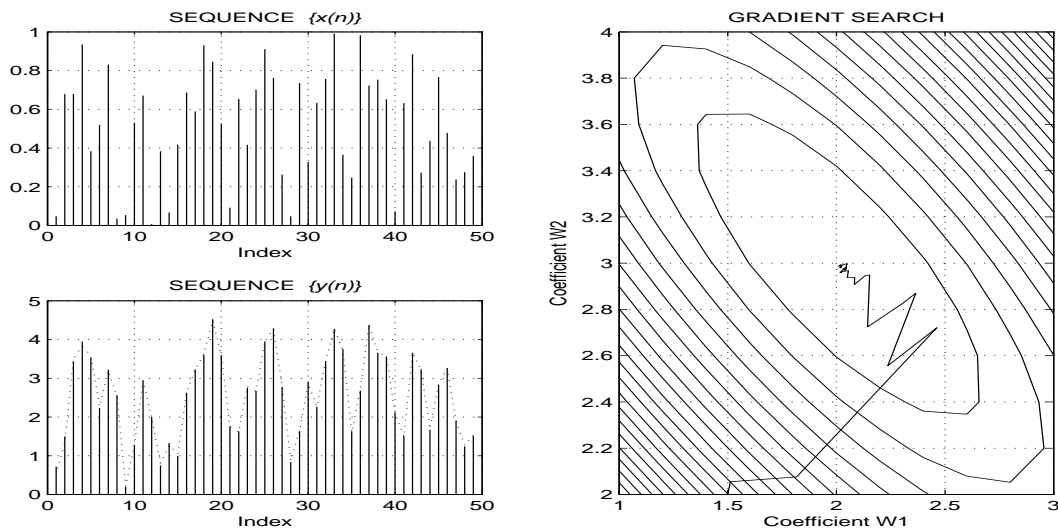 SEQUENCE {x(n)}
1
0.8
0.6
0.4
0.2
0
0 10 20 30 40 50
Index
SEQUENCE {y(n)}
5
4
3
2
1
0
0 10 20 30 40 50
Index
GRADIENT SEARCH
4
3.8
3.6
3.4
3.2
3
2.8
2.6
2.4
2.2
2
Coefficient W2
1 1.5 2 2.5 3
Coefficient W1